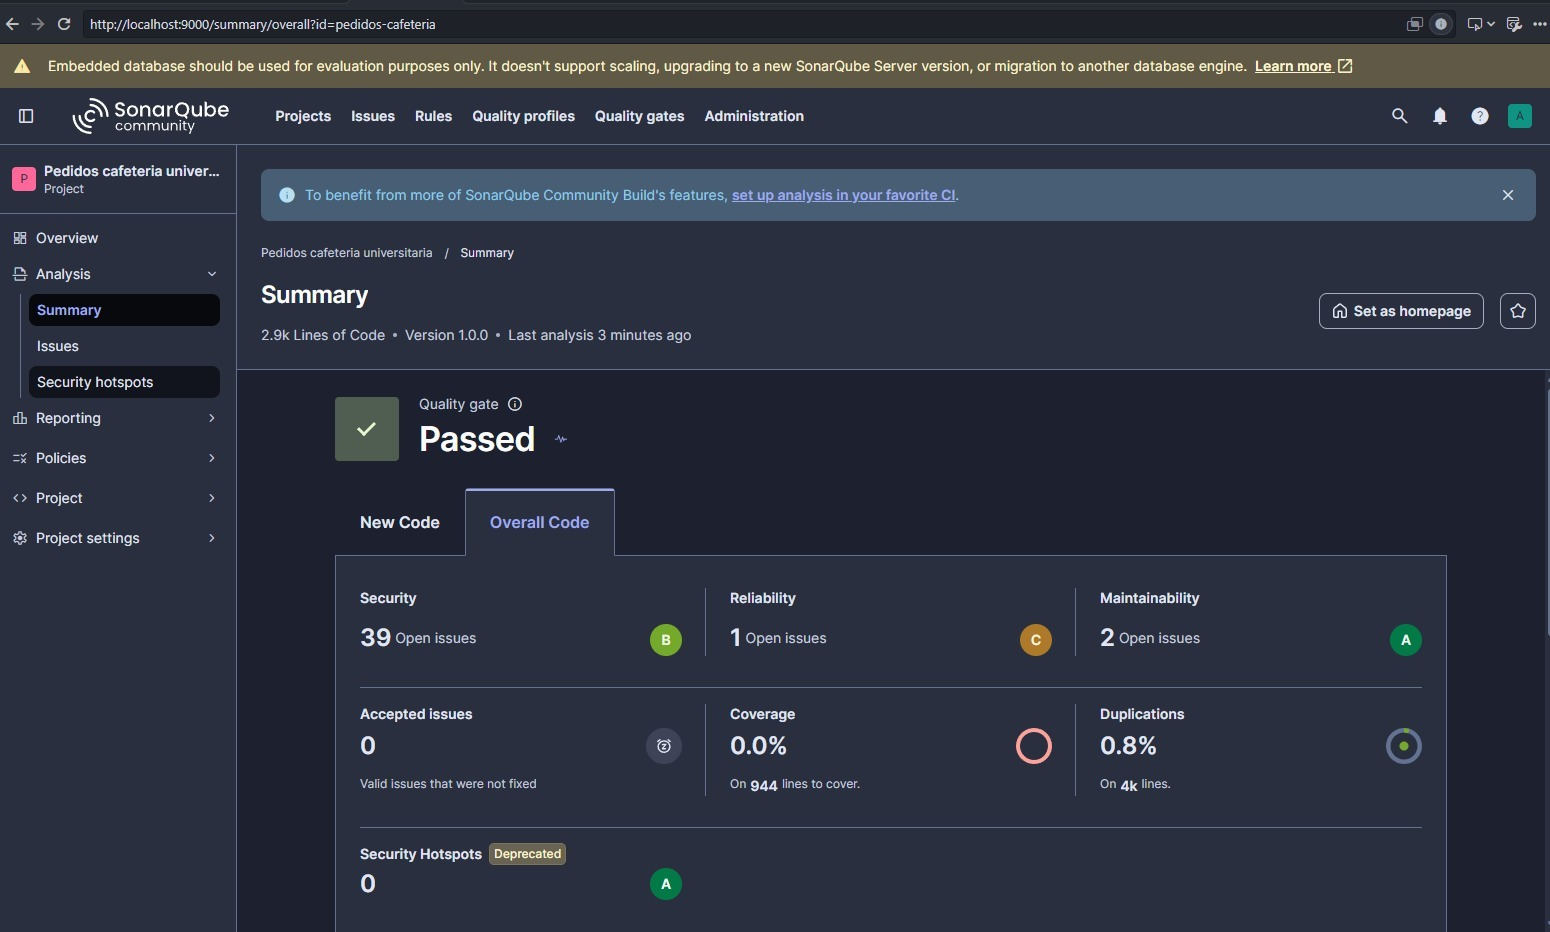 http://localhost:9000/summary/overall?id=pedidos-cafeteria
Embedded database should be used for evaluation purposes only. It doesn't support scaling, upgrading to a new SonarQube Server version, or migration to another database engine. Learn more
SonarQube community
Projects Issues Rules Quality profiles Quality gates Administration
? A
P
Pedidos cafeteria univer...
Project
Overview
Analysis
Summary
Issues
Security hotspots
Reporting
Policies
Project
Project settings
To benefit from more of SonarQube Community Build's features, set up analysis in your favorite CI.
Pedidos cafeteria universitaria / Summary
Summary
2.9k Lines of Code • Version 1.0.0 • Last analysis 3 minutes ago
Set as homepage
Quality gate
Passed
New Code
Overall Code
Security
39 Open issues
B
Reliability
1 Open issues
C
Maintainability
2 Open issues
A
Accepted issues
0
Valid issues that were not fixed
Coverage
0.0%
On 944 lines to cover.
Duplications
0.8%
On 4k lines.
Security Hotspots Deprecated
0
A